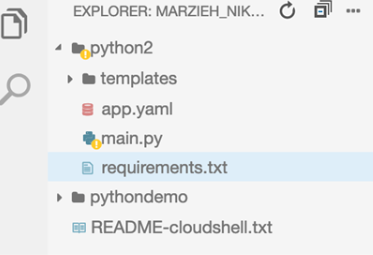 EXPLORER: MARZIEH_NIK...
python2
templates
app.yaml
main.py
requirements.txt
pythondemo
README-cloudshell.txt